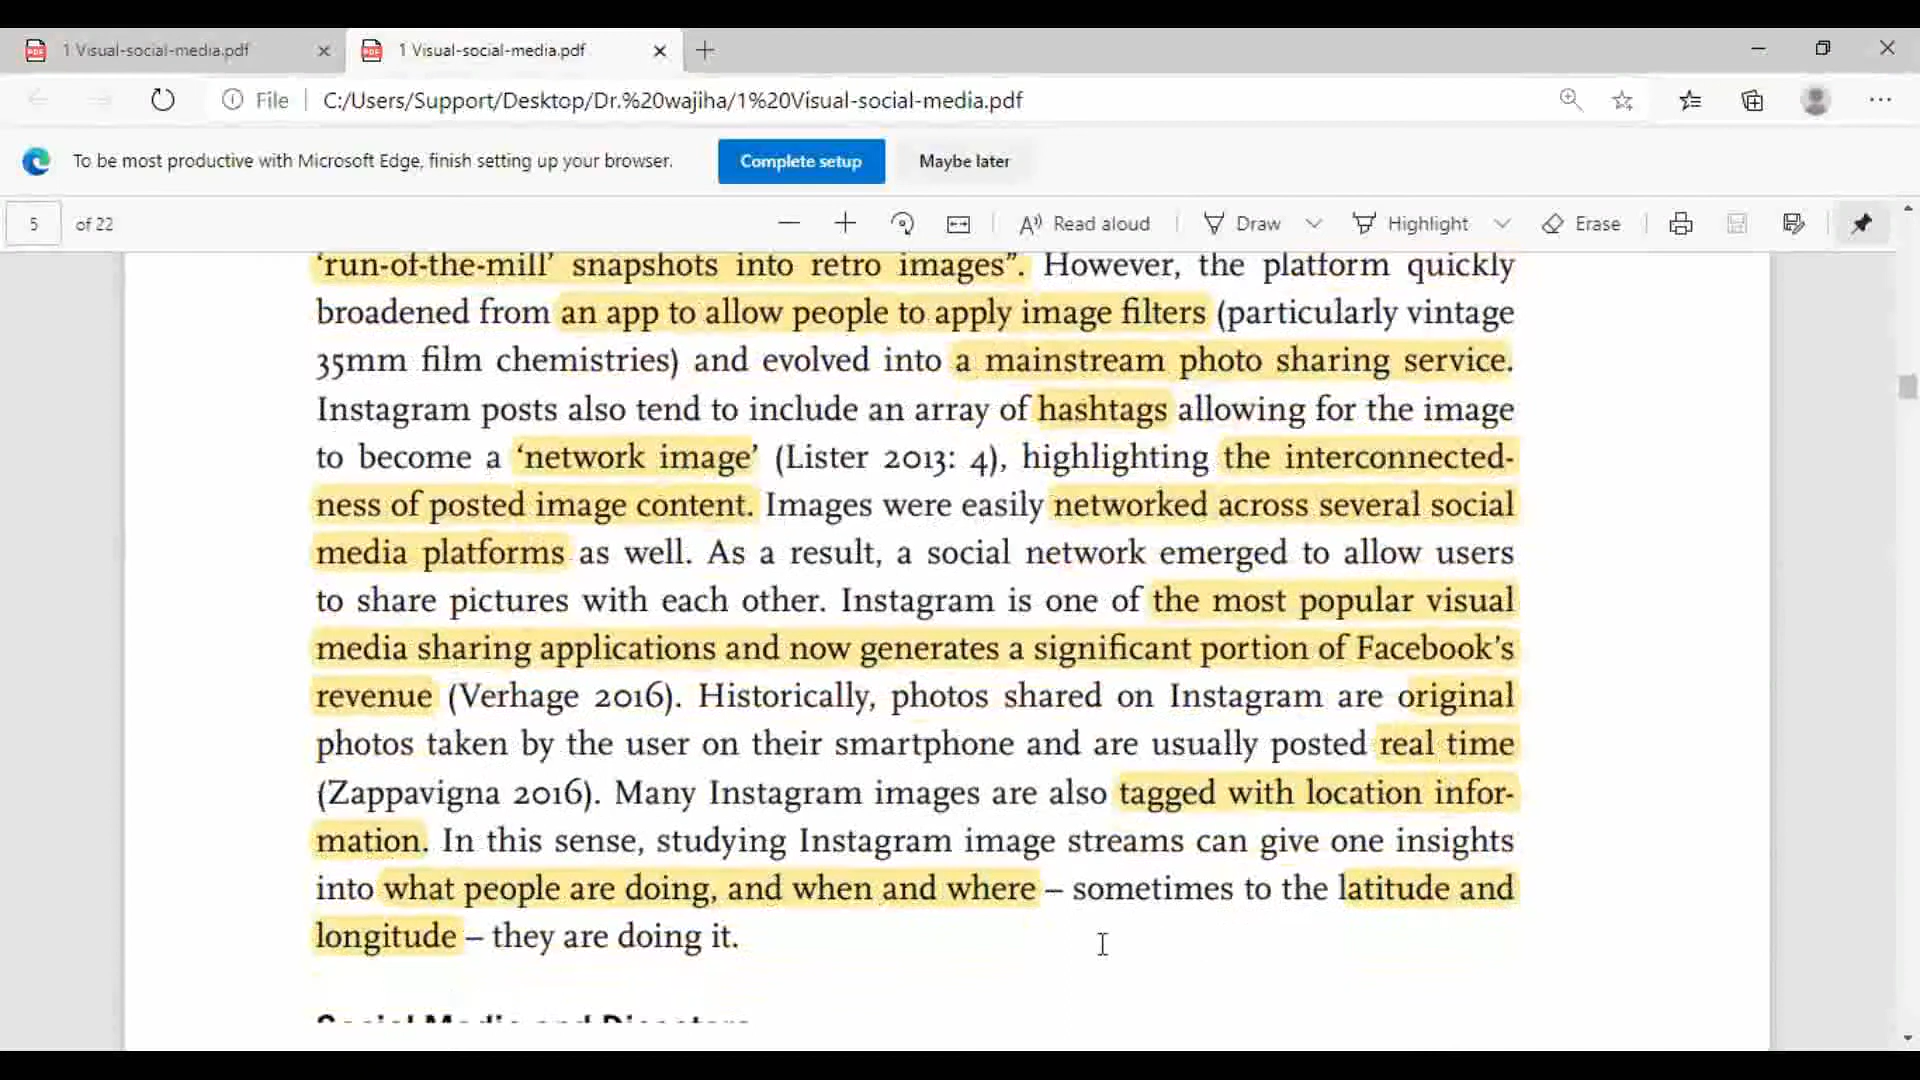 1 Visual-social-media.pdf
1 Visual-social-media.pdf
File
C:/Users/Support/Desktop/Dr.%20wajiha/1%20Visual-social-media.pdf
To be most productive with Microsoft Edge, finish setting up your browser.
Complete setup
Maybe later
5 of 22
Read aloud
Draw
Highlight
Erase
‘run-of-the-mill’ snapshots into retro images”. However, the platform quickly
broadened from an app to allow people to apply image filters (particularly vintage
35mm film chemistries) and evolved into a mainstream photo sharing service.
Instagram posts also tend to include an array of hashtags allowing for the image
to become a ‘network image’ (Lister 2013: 4), highlighting the interconnected-
ness of posted image content. Images were easily networked across several social
media platforms as well. As a result, a social network emerged to allow users
to share pictures with each other. Instagram is one of the most popular visual
media sharing applications and now generates a significant portion of Facebook’s
revenue (Verhage 2016). Historically, photos shared on Instagram are original
photos taken by the user on their smartphone and are usually posted real time
(Zappavigna 2016). Many Instagram images are also tagged with location infor-
mation. In this sense, studying Instagram image streams can give one insights
into what people are doing, and when and where – sometimes to the latitude and
longitude – they are doing it.
Social Media and Disasters